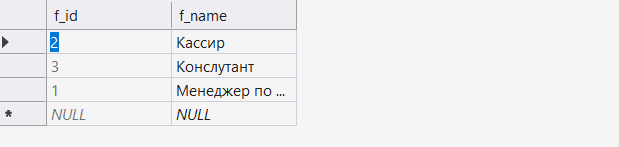 f_id f_name
2 Кассир
3 Конслутант
1 Менеджер по ...
* NULL NULL